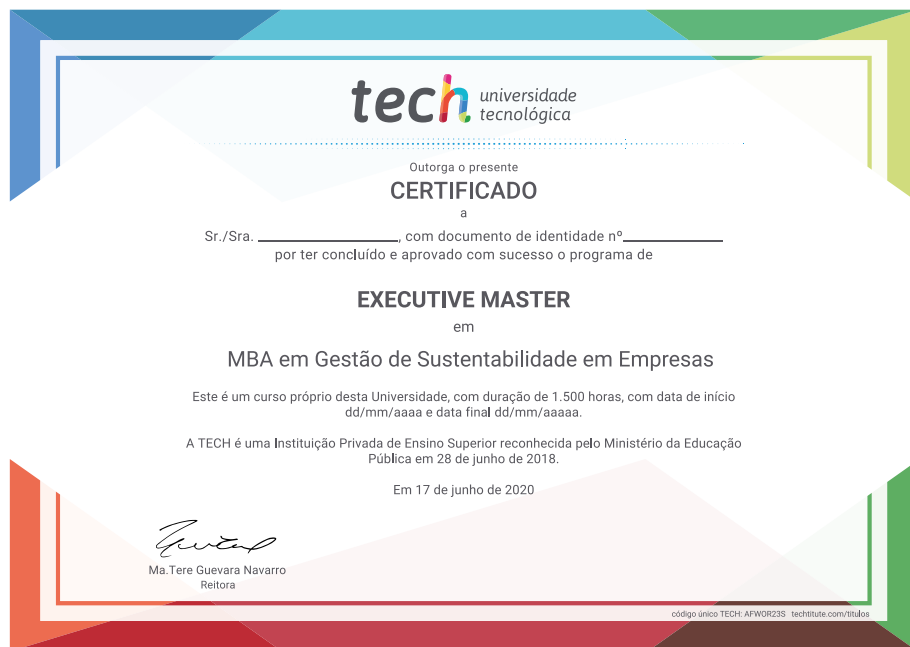 tech universidade
tecnológica
Outorga o presente
CERTIFICADO
a
Sr./Sra. ____________________, com documento de identidade nº______________
por ter concluído e aprovado com sucesso o programa de
EXECUTIVE MASTER
em
MBA em Gestão de Sustentabilidade em Empresas
Este é um curso próprio desta Universidade, com duração de 1.500 horas, com data de início
dd/mm/aaaa e data final dd/mm/aaaaa.
A TECH é uma Instituição Privada de Ensino Superior reconhecida pelo Ministério da Educação
Pública em 28 de junho de 2018.
Em 17 de junho de 2020
Ma.Tere Guevara Navarro
Reitora
código único TECH: AFWOR23S techtitute.com/titulos